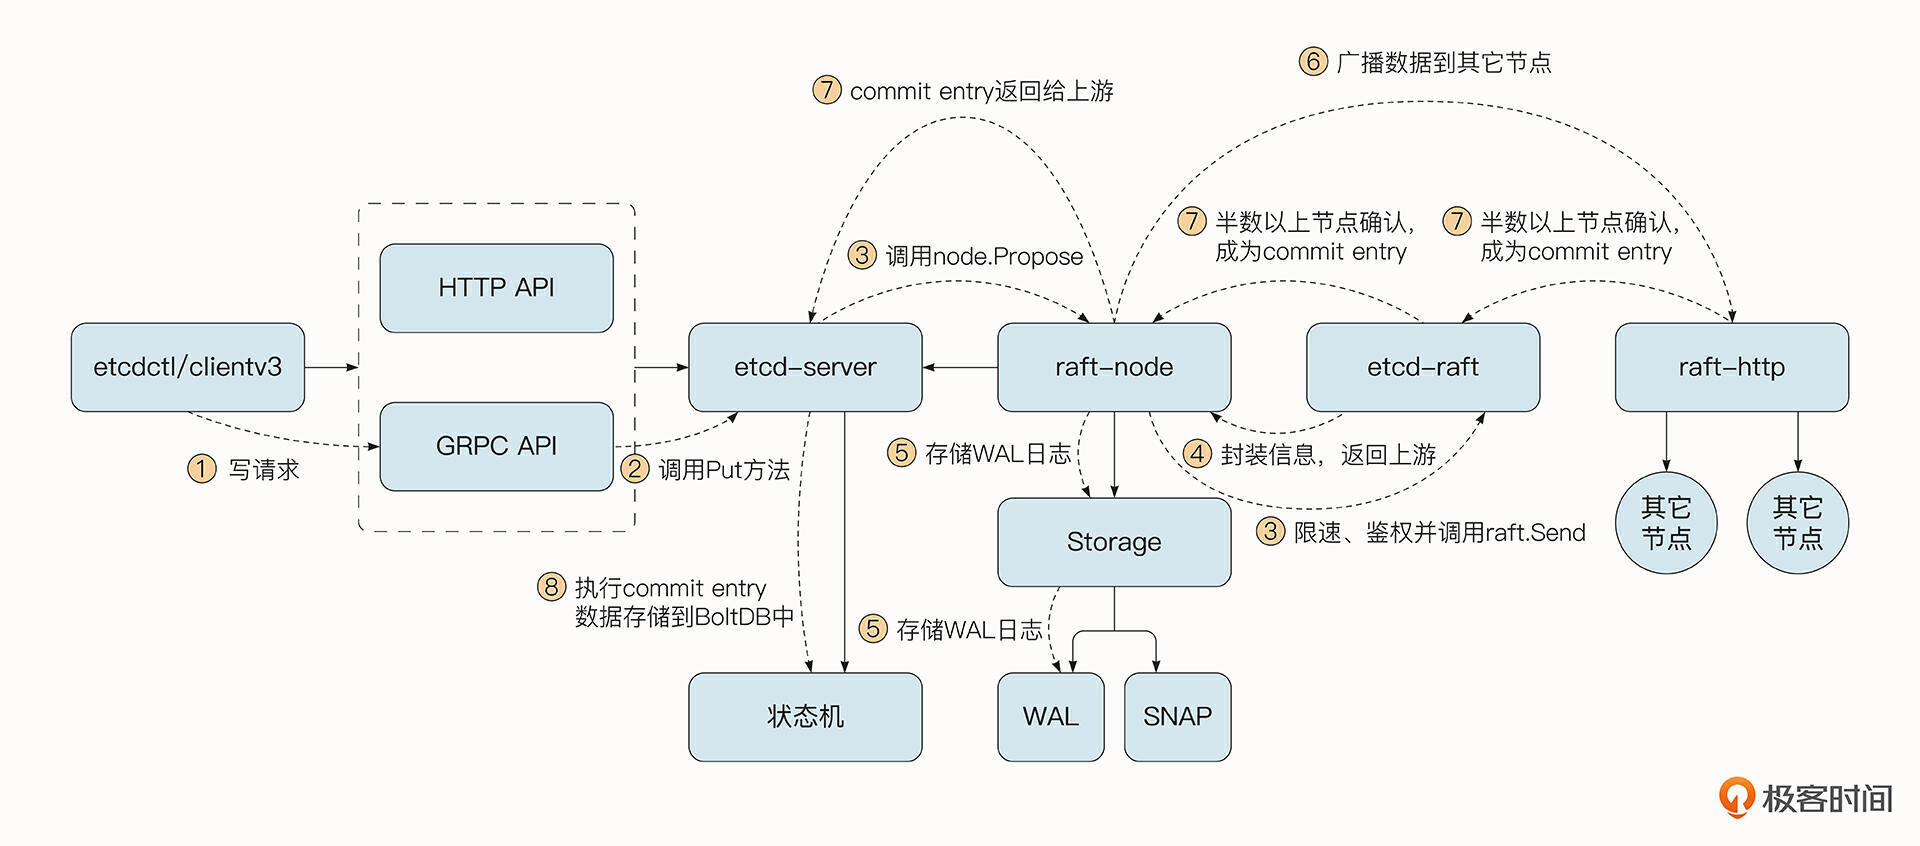 ⑥ 广播数据到其它节点
⑦ commit entry返回给上游
⑦ 半数以上节点确认,
成为commit entry
⑦ 半数以上节点确认,
成为commit entry
③ 调用node.Propose
HTTP API
etcdctl/clientv3
etcd-server
raft-node
etcd-raft
raft-http
GRPC API
① 写请求
② 调用Put方法
⑤ 存储WAL日志
④ 封装信息，返回上游
其它
节点
其它
节点
③ 限速、鉴权并调用raft.Send
Storage
⑧ 执行commit entry
数据存储到BoltDB中
⑤ 存储WAL日志
状态机
WAL
SNAP
极客时间